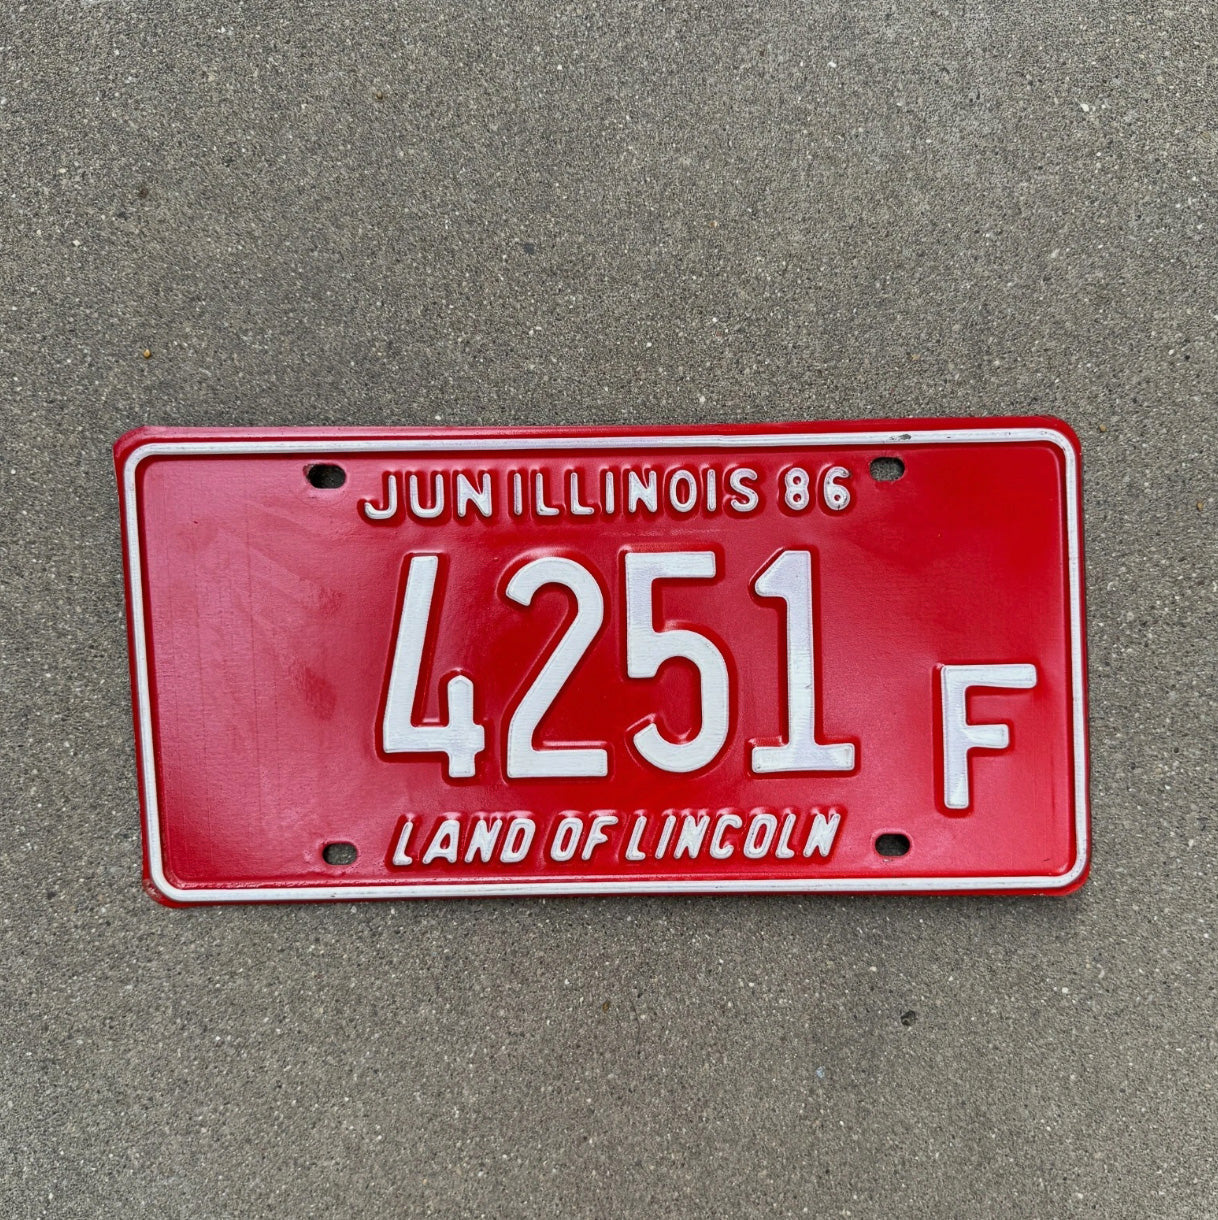 JUN ILLINOIS 86
4251 F
LAND OF LINCOLN